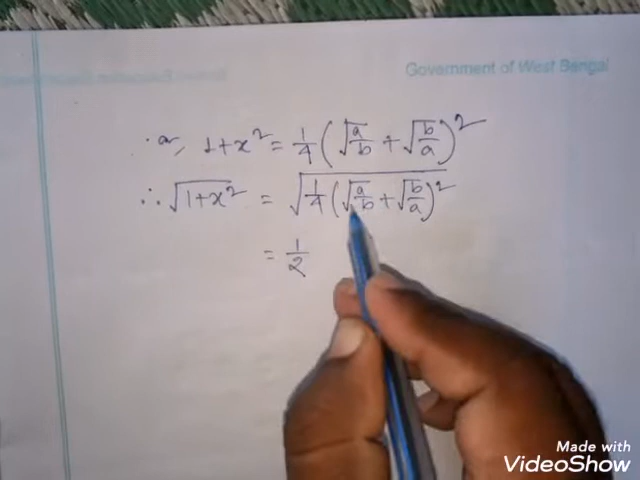 Government of West Bengal
or, 1+x² = 1/4 (√(a/b) + √(b/a))²
∴ √(1+x²) = √(1/4 (√(a/b) + √(b/a))²)
= 1/2
Made with
VideoShow